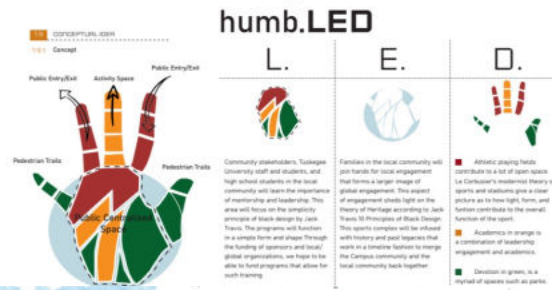 1.0 CONCEPTUAL IDEA
1.0.1 Concept
Public Entry/Exit
Activity Space
Public Entry/Exit
Pedestrian Trails
Pedestrian Trails
Public Centralized
Space
humb.LED
L.
Community stakeholders, Tuskegee
University staff and students, and
high school students in the local
community will learn the importance
of mentorship and leadership. This
area will focus on the simplicity
principle of black design by Jack
Travis. The programs will function
in a simple form and shape Through
the funding of sponsors and local/
global organizations, we hope to be
able to fund programs that allow for
such training
E.
Families in the local community will
join hands for local engagement
that forms a larger image of
global engagement. This aspect
of engagement sheds light on the
theory of Heritage according to Jack
Travis 10 Principles of Black Design.
This sports complex will be infused
with history and past legacies that
work in a timeline fashion to merge
the Campus community and the
local community back together
D.
Athletic playing fields
contribute to a lot of open space.
Le Corbusier's modernist theory
sports and stadiums give a clear
picture as to how light, form, and
funtion contribute to the overall
function of the sport.
Academics in orange is
a combination of leadership
engagement and academics.
Devotion in green, is a
myriad of spaces such as parks.